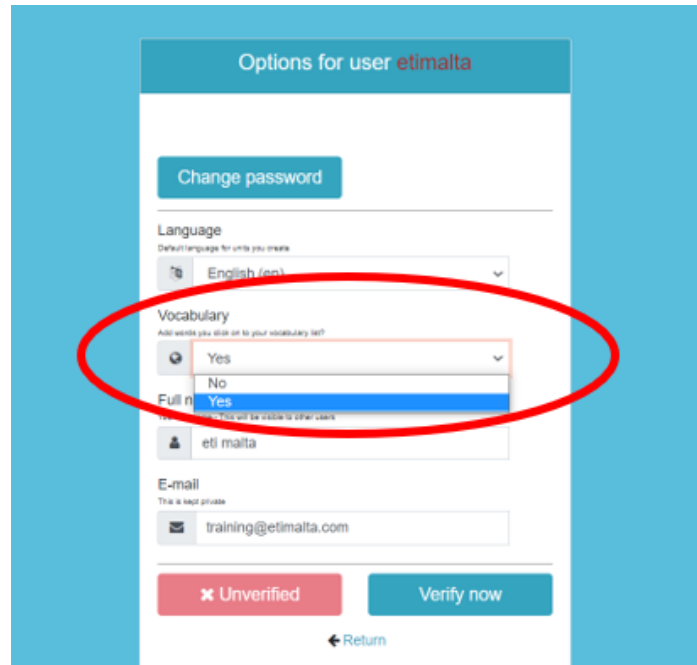 Options for user etimalta
Change password
Language
Default language for units you create
English (en)
Vocabulary
Add words you click on to your vocabulary list?
Yes
No
Yes
Full n
This will be visible to other users
eti malta
E-mail
This is kept private
training@etimalta.com
Unverified
Verify now
Return